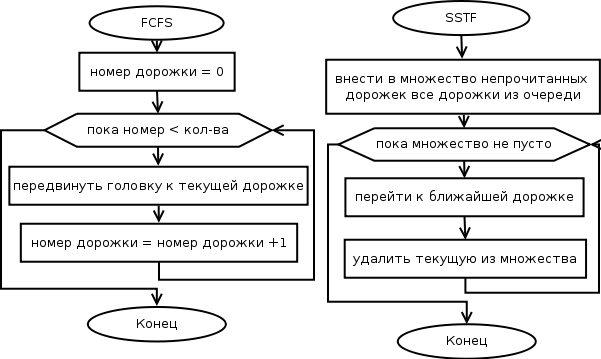 FCFS
номер дорожки = 0
пока номер < кол-ва
передвинуть головку к текущей дорожке
номер дорожки = номер дорожки +1
Конец
SSTF
внести в множество непрочитанных
дорожек все дорожки из очереди
пока множество не пусто
перейти к ближайшей дорожке
удалить текущую из множества
Конец